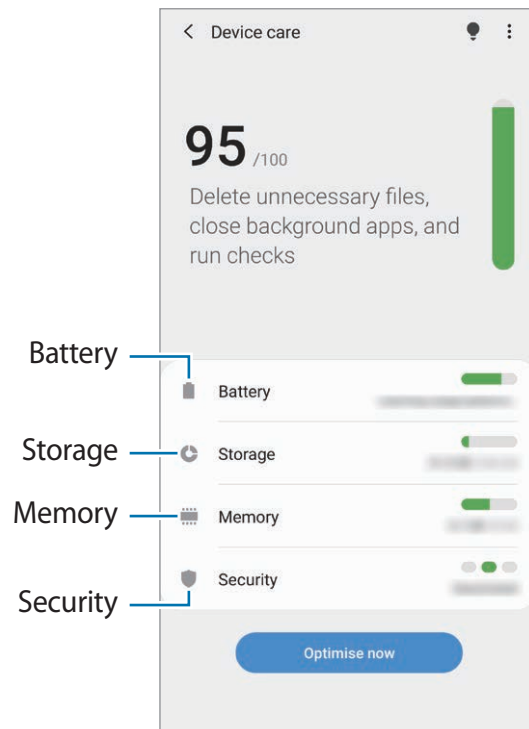 Device care
95 /100
Delete unnecessary files,
close background apps, and
run checks
Battery
Battery
Storage
Storage
Memory
Memory
Security
Security
Optimise now